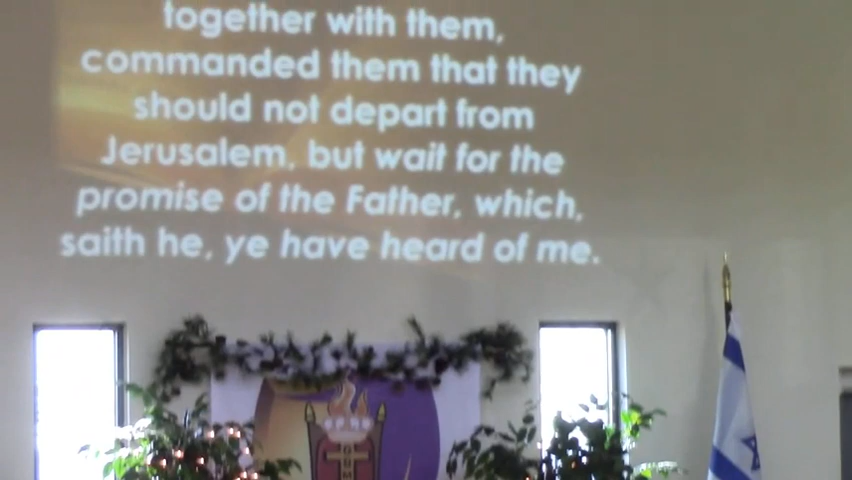 together with them,
commanded them that they
should not depart from
Jerusalem, but wait for the
promise of the Father, which,
saith he, ye have heard of me.